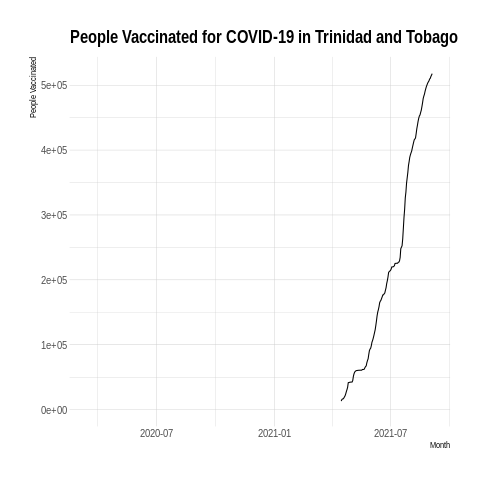 People Vaccinated for COVID-19 in Trinidad and Tobago
People Vaccinated
5e+05
4e+05
3e+05
2e+05
1e+05
0e+00
2020-07 2021-01 2021-07
Month